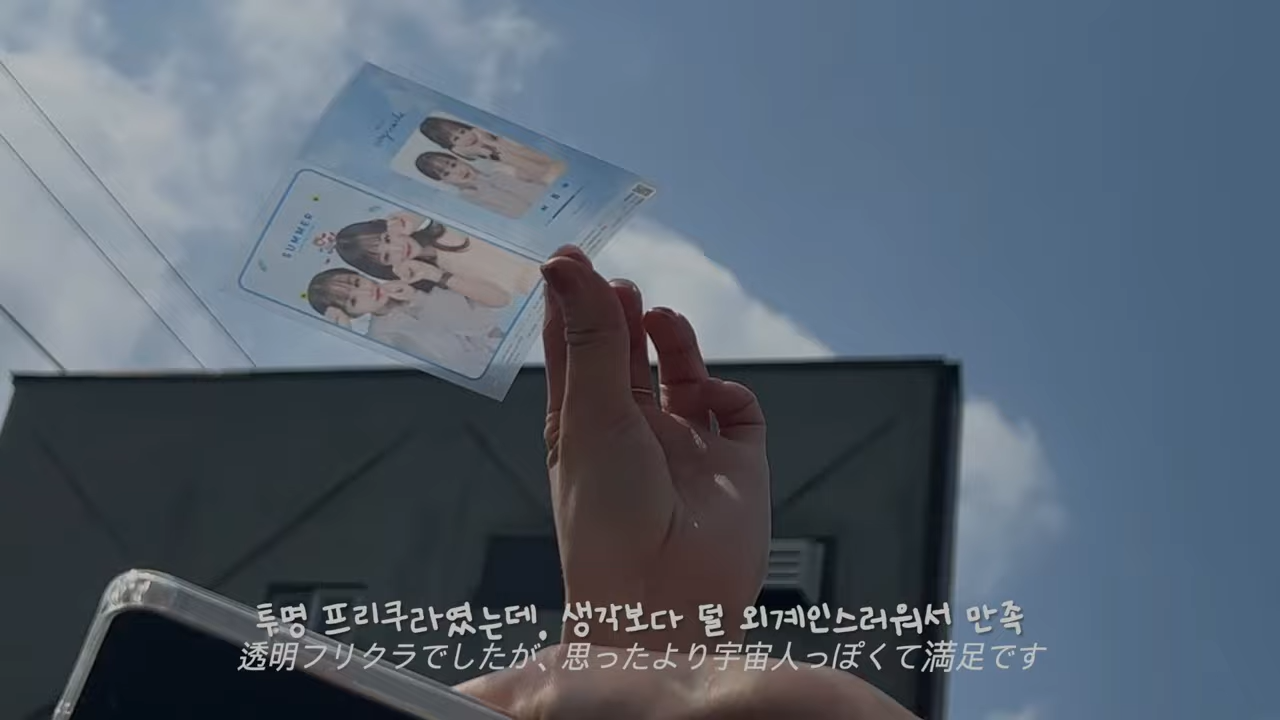 SUMMER
투명 프리쿠라였는데, 생각보다 덜 외계인스러워서 만족
透明プリクラでしたが、思ったより宇宙人っぽくて満足です